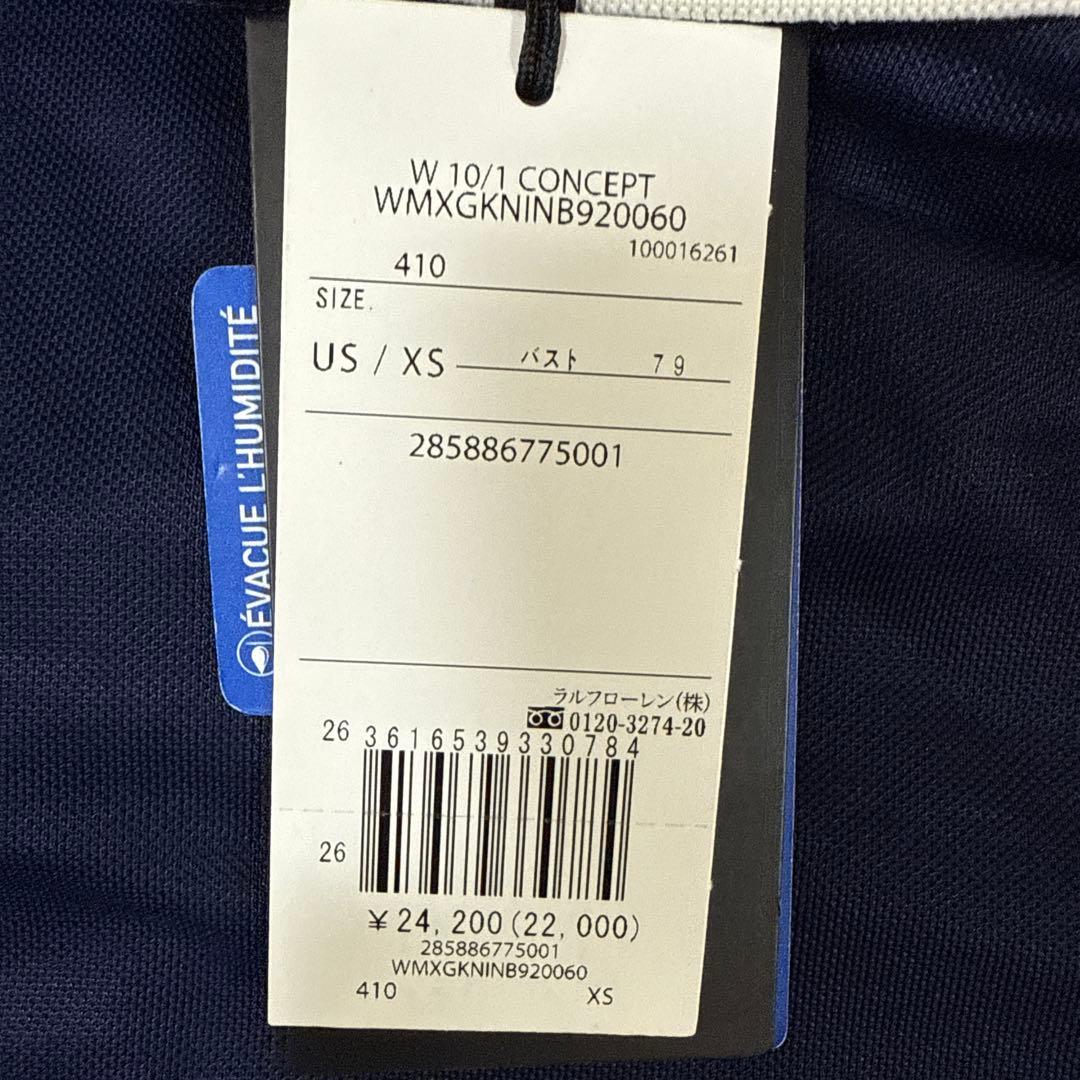 W 10/1 CONCEPT
WMXGKNINB920060
100016261
410
SIZE.
US / XS バスト 79
285886775001
ÉVACUE L'HUMIDITÉ
ラルフローレン(株)
0120-3274-20
26 3616539330784
26
¥24,200(22,000)
285886775001
WMXGKNINB920060
410 XS